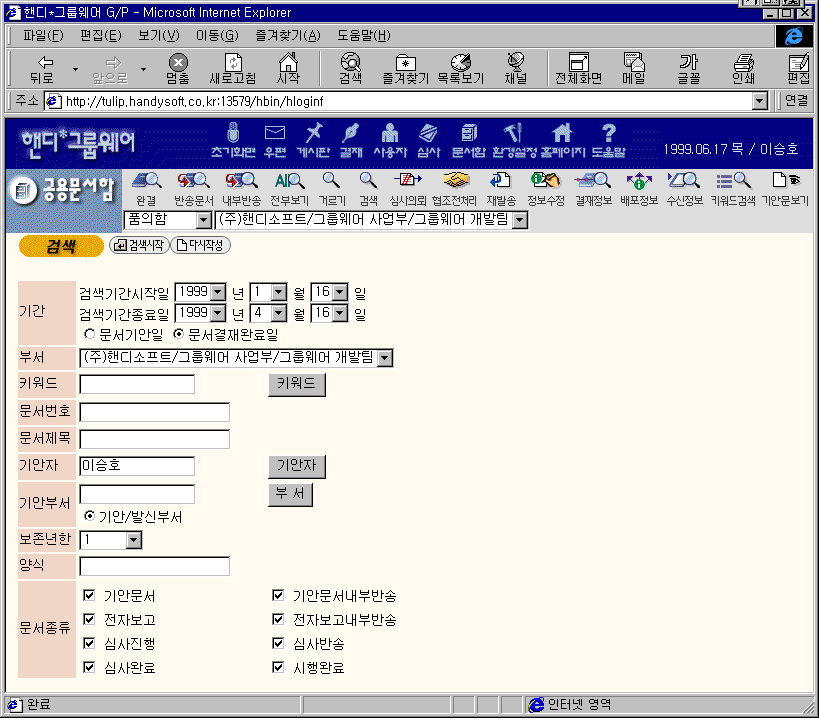 핸디*그룹웨어 G/P - Microsoft Internet Explorer
파일(F) 편집(E) 보기(V) 이동(G) 즐겨찾기(A) 도움말(H)
뒤로 앞으로 멈춤 새로고침 시작 검색 즐겨찾기 목록보기 채널 전체화면 메일 글꼴 인쇄 편집
주소 http://tulip.handysoft.co.kr:13579/hbin/hloginf 연결
핸디*그룹웨어
초기화면 우편 게시판 결재 사용자 심사 문서함 환경설정 홈페이지 도움말
1999.06.17 목 / 이승호
공용문서함
완결 반송문서 내부반송 전부보기 거르기 검색 심사의뢰 협조전처리 재발송 정보수정 결재정보 배포정보 수신정보 키워드검색 기안문보기
품의함 (주)핸디소프트/그룹웨어 사업부/그룹웨어 개발팀
검색 검색시작 다시작성
기간
검색기간시작일 1999 년 1 월 16 일
검색기간종료일 1999 년 4 월 16 일
문서기안일 문서결재완료일
부서 (주)핸디소프트/그룹웨어 사업부/그룹웨어 개발팀
키워드 키워드
문서번호
문서제목
기안자 이승호 기안자
기안부서 부 서
기안/발신부서
보존년한 1
양식
문서종류
기안문서 기안문서내부반송
전자보고 전자보고내부반송
심사진행 심사반송
심사완료 시행완료
완료 인터넷 영역